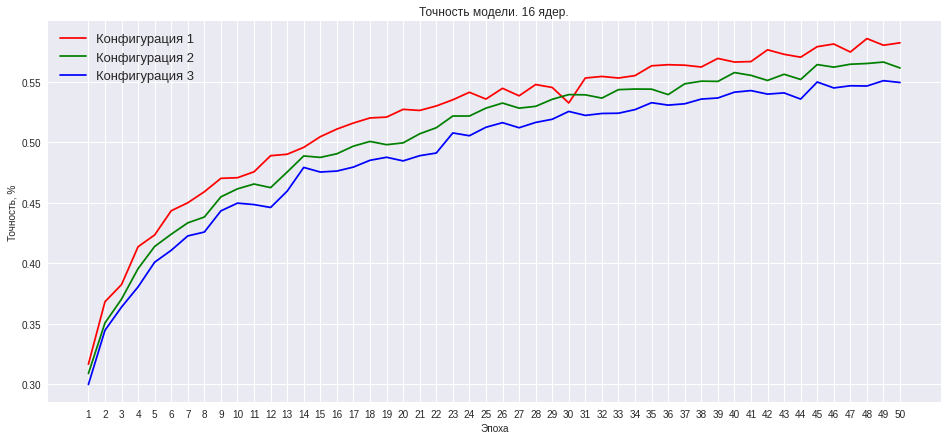 Точность модели. 16 ядер.
Конфигурация 1
Конфигурация 2
Конфигурация 3
Точность, %
0.55
0.50
0.45
0.40
0.35
0.30
1 2 3 4 5 6 7 8 9 10 11 12 13 14 15 16 17 18 19 20 21 22 23 24 25 26 27 28 29 30 31 32 33 34 35 36 37 38 39 40 41 42 43 44 45 46 47 48 49 50
Эпоха